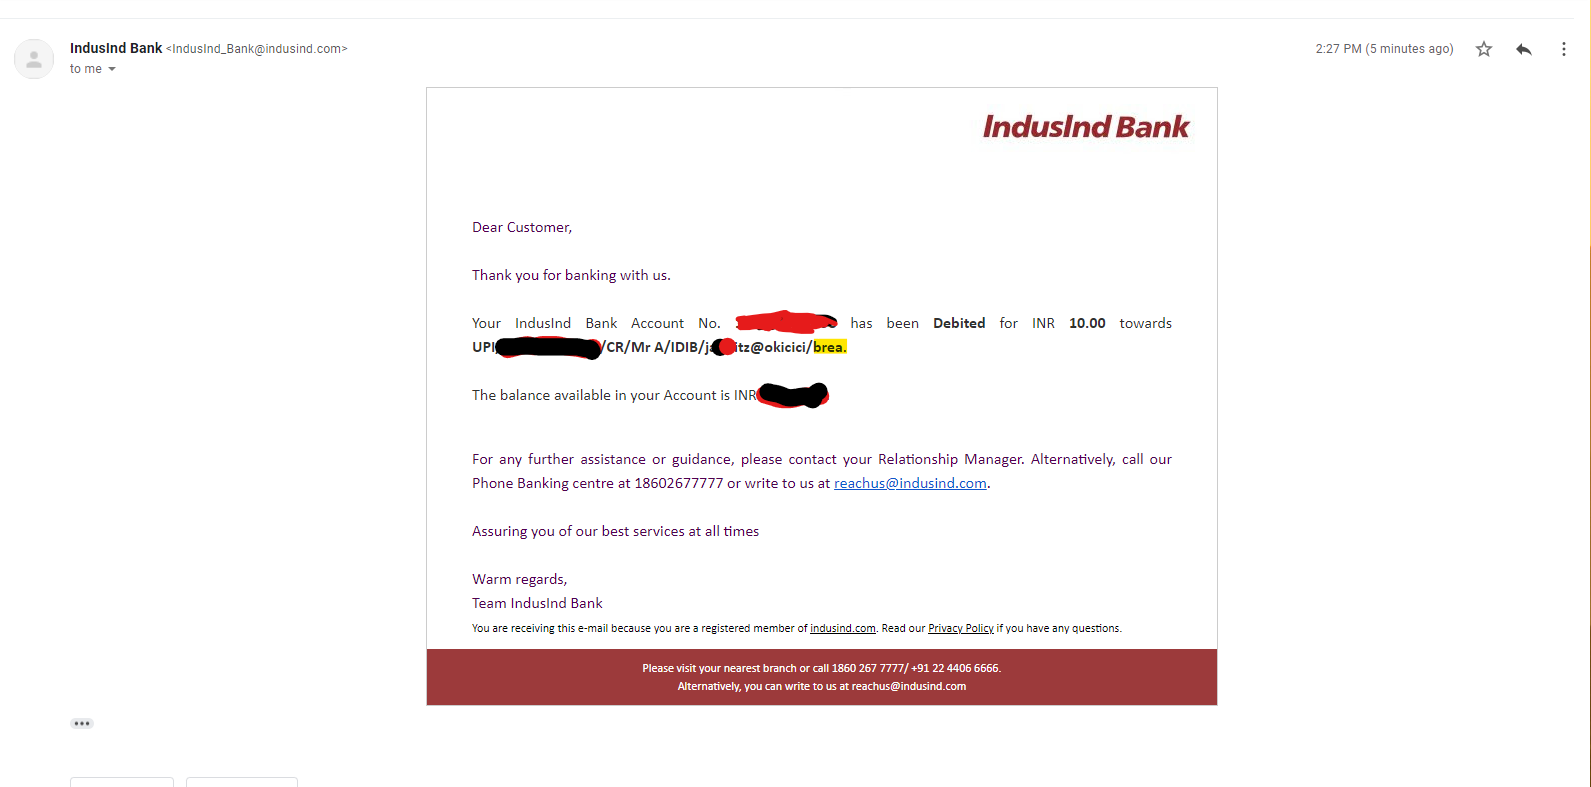 IndusInd Bank <IndusInd_Bank@indusind.com>
2:27 PM (5 minutes ago)
to me
IndusInd Bank
Dear Customer,
Thank you for banking with us.
Your IndusInd Bank Account No. has been Debited for INR 10.00 towards
UPI/ /CR/Mr A/IDIB/ja itz@okicici/brea.
The balance available in your Account is INR
For any further assistance or guidance, please contact your Relationship Manager. Alternatively, call our
Phone Banking centre at 18602677777 or write to us at reachus@indusind.com.
Assuring you of our best services at all times
Warm regards,
Team IndusInd Bank
You are receiving this e-mail because you are a registered member of indusind.com. Read our Privacy Policy if you have any questions.
Please visit your nearest branch or call 1860 267 7777/ +91 22 4406 6666.
Alternatively, you can write to us at reachus@indusind.com